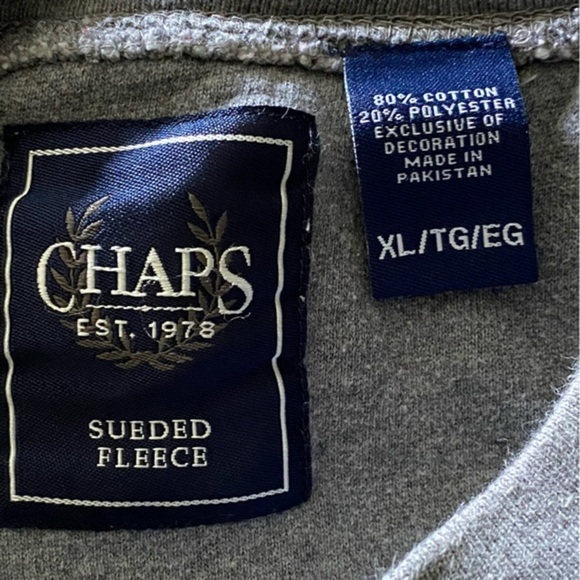 CHAPS
EST. 1978
SUEDED
FLEECE
80% COTTON
20% POLYESTER
EXCLUSIVE OF
DECORATION
MADE IN
PAKISTAN
XL/TG/EG